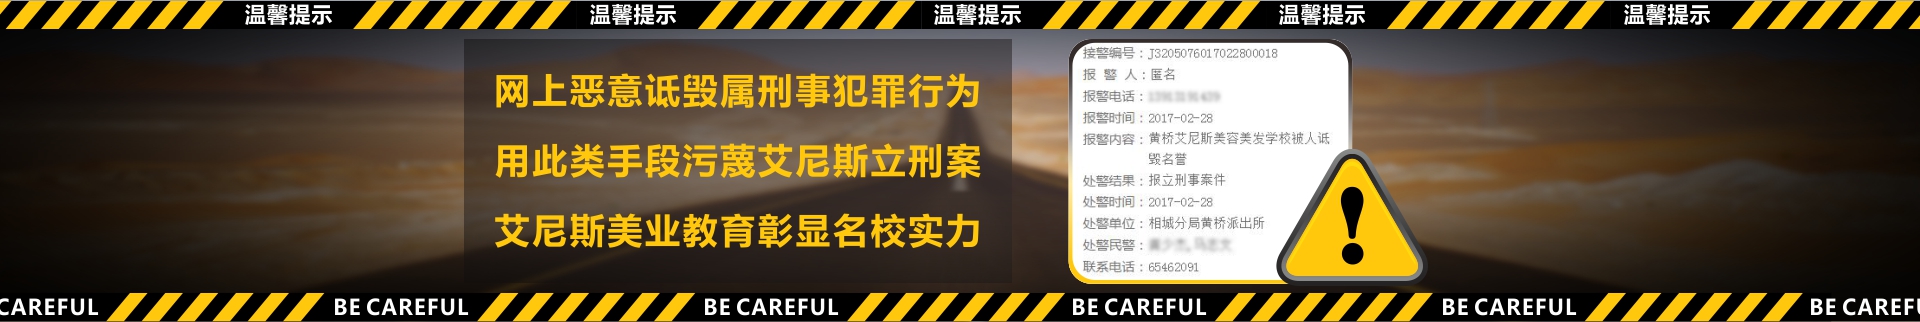 温馨提示 温馨提示 温馨提示 温馨提示 温馨提示
网上恶意诋毁属刑事犯罪行为
用此类手段污蔑艾尼斯立刑案
艾尼斯美业教育彰显名校实力
接警编号：J3205076017022800018
报 警 人：匿名
报警电话：
报警时间：2017-02-28
报警内容：黄桥艾尼斯美容美发学校被人诋
毁名誉
处警结果：报立刑事案件
处警时间：2017-02-28
处警单位：相城分局黄桥派出所
处警民警：
联系电话：65462091
CAREFUL BE CAREFUL BE CAREFUL BE CAREFUL BE CAREFUL BE CAREFU